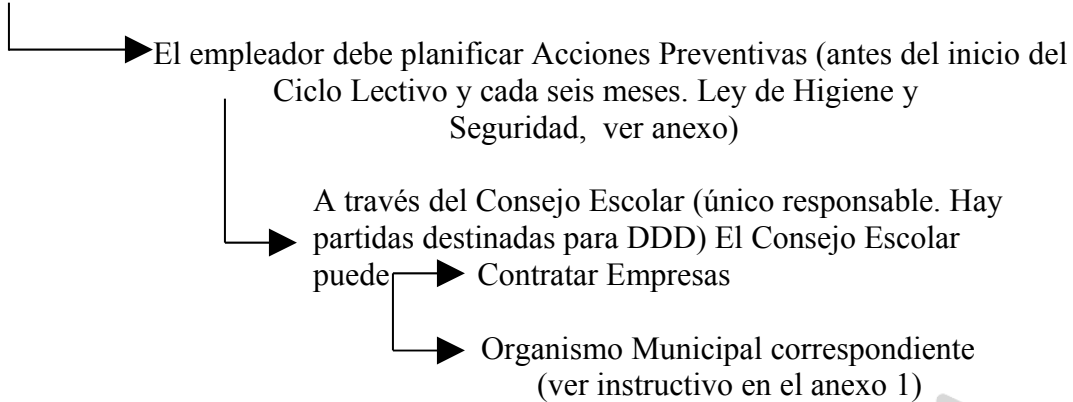 El empleador debe planificar Acciones Preventivas (antes del inicio del
Ciclo Lectivo y cada seis meses. Ley de Higiene y
Seguridad, ver anexo)
A través del Consejo Escolar (único responsable. Hay
partidas destinadas para DDD) El Consejo Escolar
puede Contratar Empresas
Organismo Municipal correspondiente
(ver instructivo en el anexo 1)